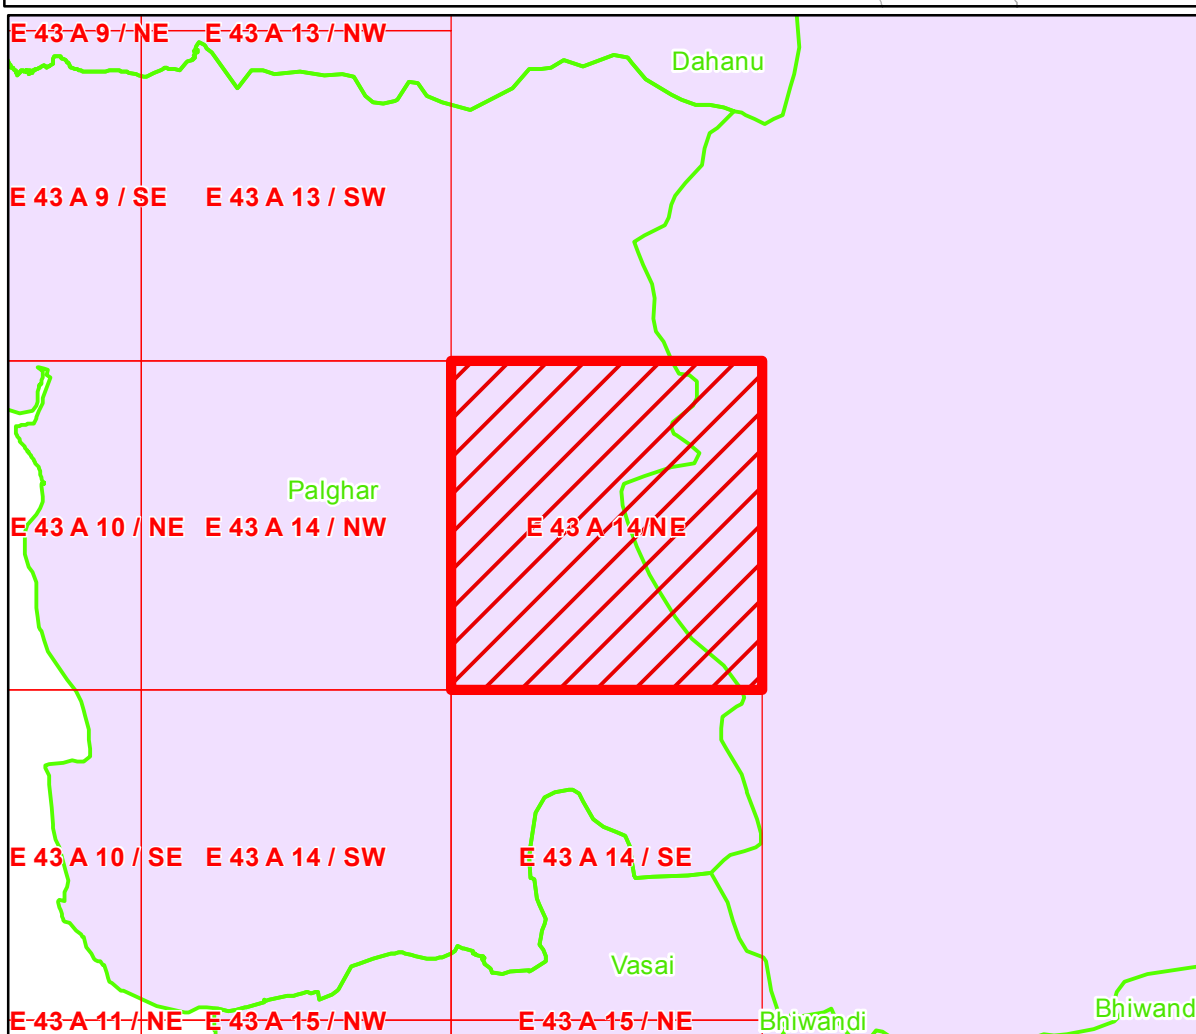 E 43 A 9 / NE
E 43 A 13 / NW
Dahanu
E 43 A 9 / SE
E 43 A 13 / SW
Palghar
E 43 A 10 / NE
E 43 A 14 / NW
E 43 A 14/NE
E 43 A 10 / SE
E 43 A 14 / SW
E 43 A 14 / SE
Vasai
E 43 A 11 / NE
E 43 A 15 / NW
E 43 A 15 / NE
Bhiwandi
Bhiwand